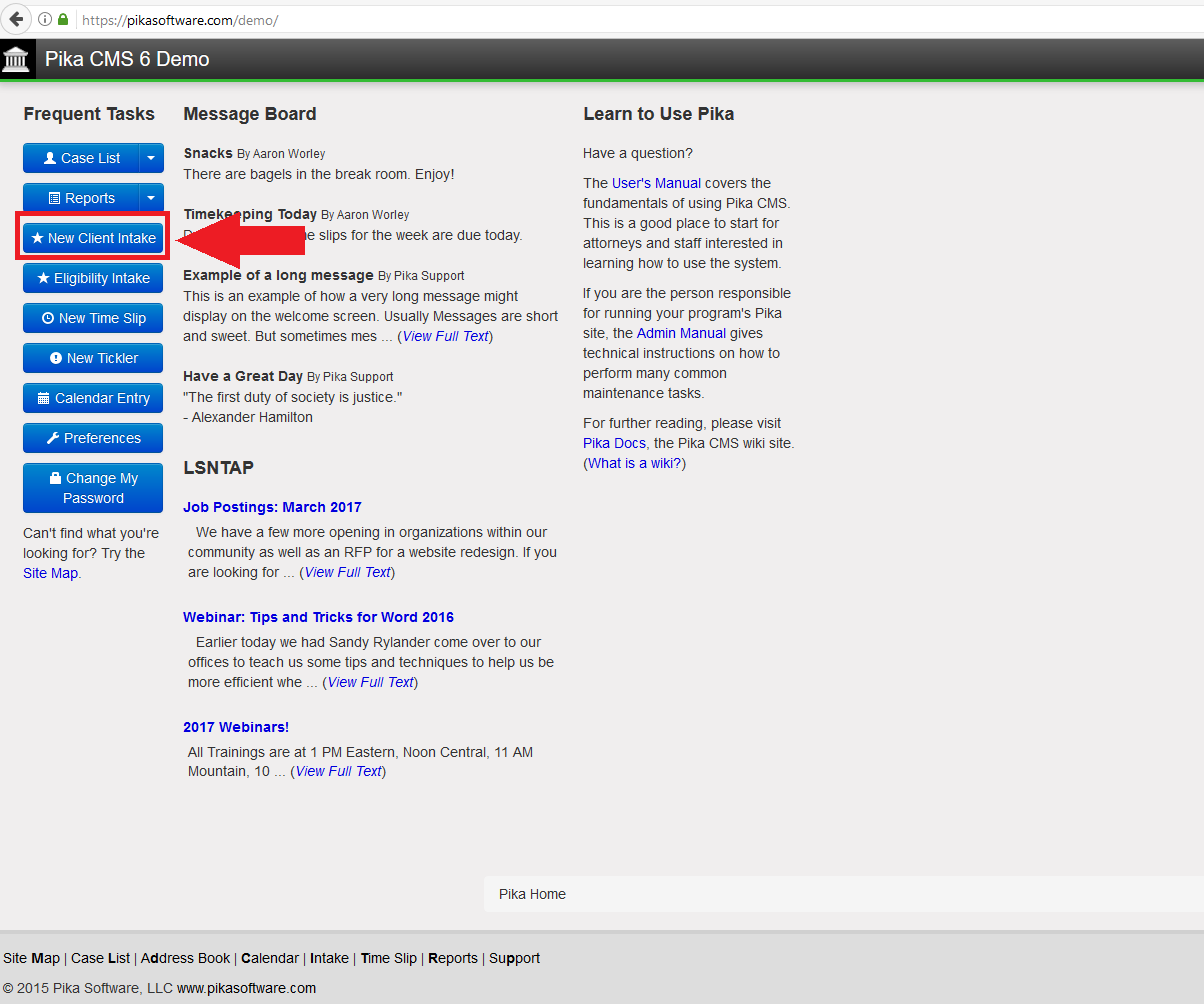 https://pikasoftware.com/demo/
Pika CMS 6 Demo
Frequent Tasks
Case List
Reports
New Client Intake
Eligibility Intake
New Time Slip
New Tickler
Calendar Entry
Preferences
Change My
Password
Can't find what you're
looking for? Try the
Site Map.
Message Board
Snacks By Aaron Worley
There are bagels in the break room. Enjoy!
Timekeeping Today By Aaron Worley
slips for the week are due today.
Example of a long message By Pika Support
This is an example of how a very long message might
display on the welcome screen. Usually Messages are short
and sweet. But sometimes mes ... (View Full Text)
Have a Great Day By Pika Support
"The first duty of society is justice."
- Alexander Hamilton
LSNTAP
Job Postings: March 2017
We have a few more opening in organizations within our
community as well as an RFP for a website redesign. If you
are looking for ... (View Full Text)
Webinar: Tips and Tricks for Word 2016
Earlier today we had Sandy Rylander come over to our
offices to teach us some tips and techniques to help us be
more efficient whe ... (View Full Text)
2017 Webinars!
All Trainings are at 1 PM Eastern, Noon Central, 11 AM
Mountain, 10 ... (View Full Text)
Learn to Use Pika
Have a question?
The User's Manual covers the
fundamentals of using Pika CMS.
This is a good place to start for
attorneys and staff interested in
learning how to use the system.
If you are the person responsible
for running your program's Pika
site, the Admin Manual gives
technical instructions on how to
perform many common
maintenance tasks.
For further reading, please visit
Pika Docs, the Pika CMS wiki site.
(What is a wiki?)
Pika Home
Site Map | Case List | Address Book | Calendar | Intake | Time Slip | Reports | Support
© 2015 Pika Software, LLC www.pikasoftware.com